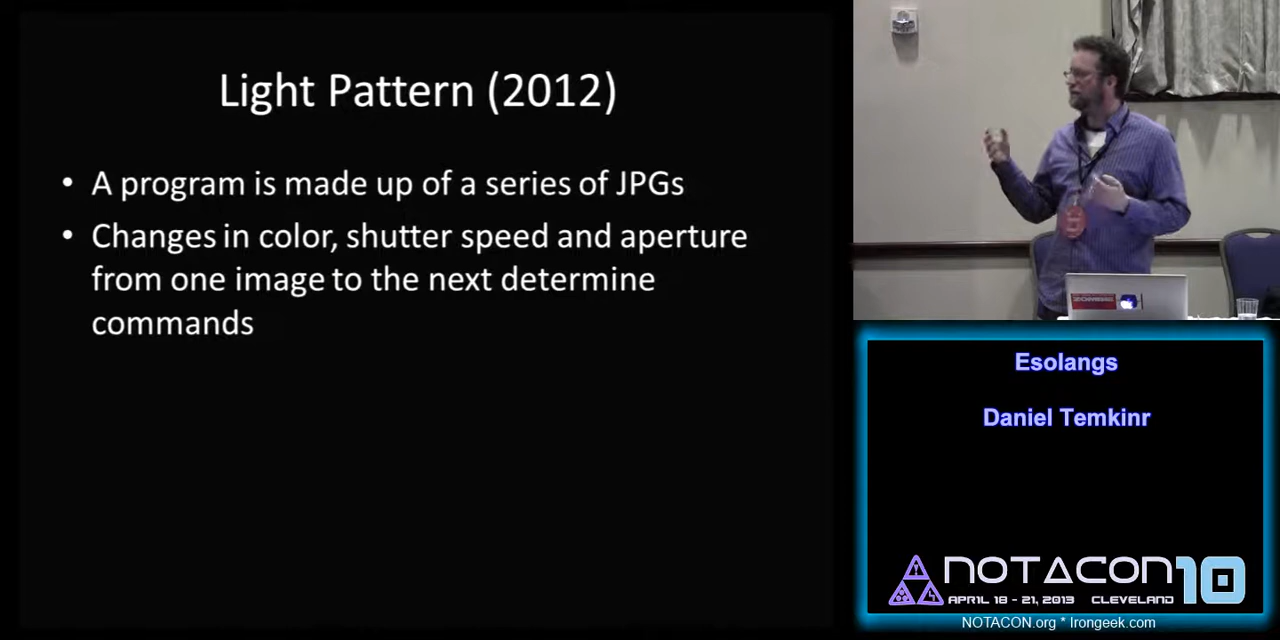 Light Pattern (2012)
• A program is made up of a series of JPGs
• Changes in color, shutter speed and aperture
from one image to the next determine
commands
Esolangs
Daniel Temkinr
NOTACON 10
APRIL 18 - 21, 2013 CLEVELAND
NOTACON.org * Irongeek.com